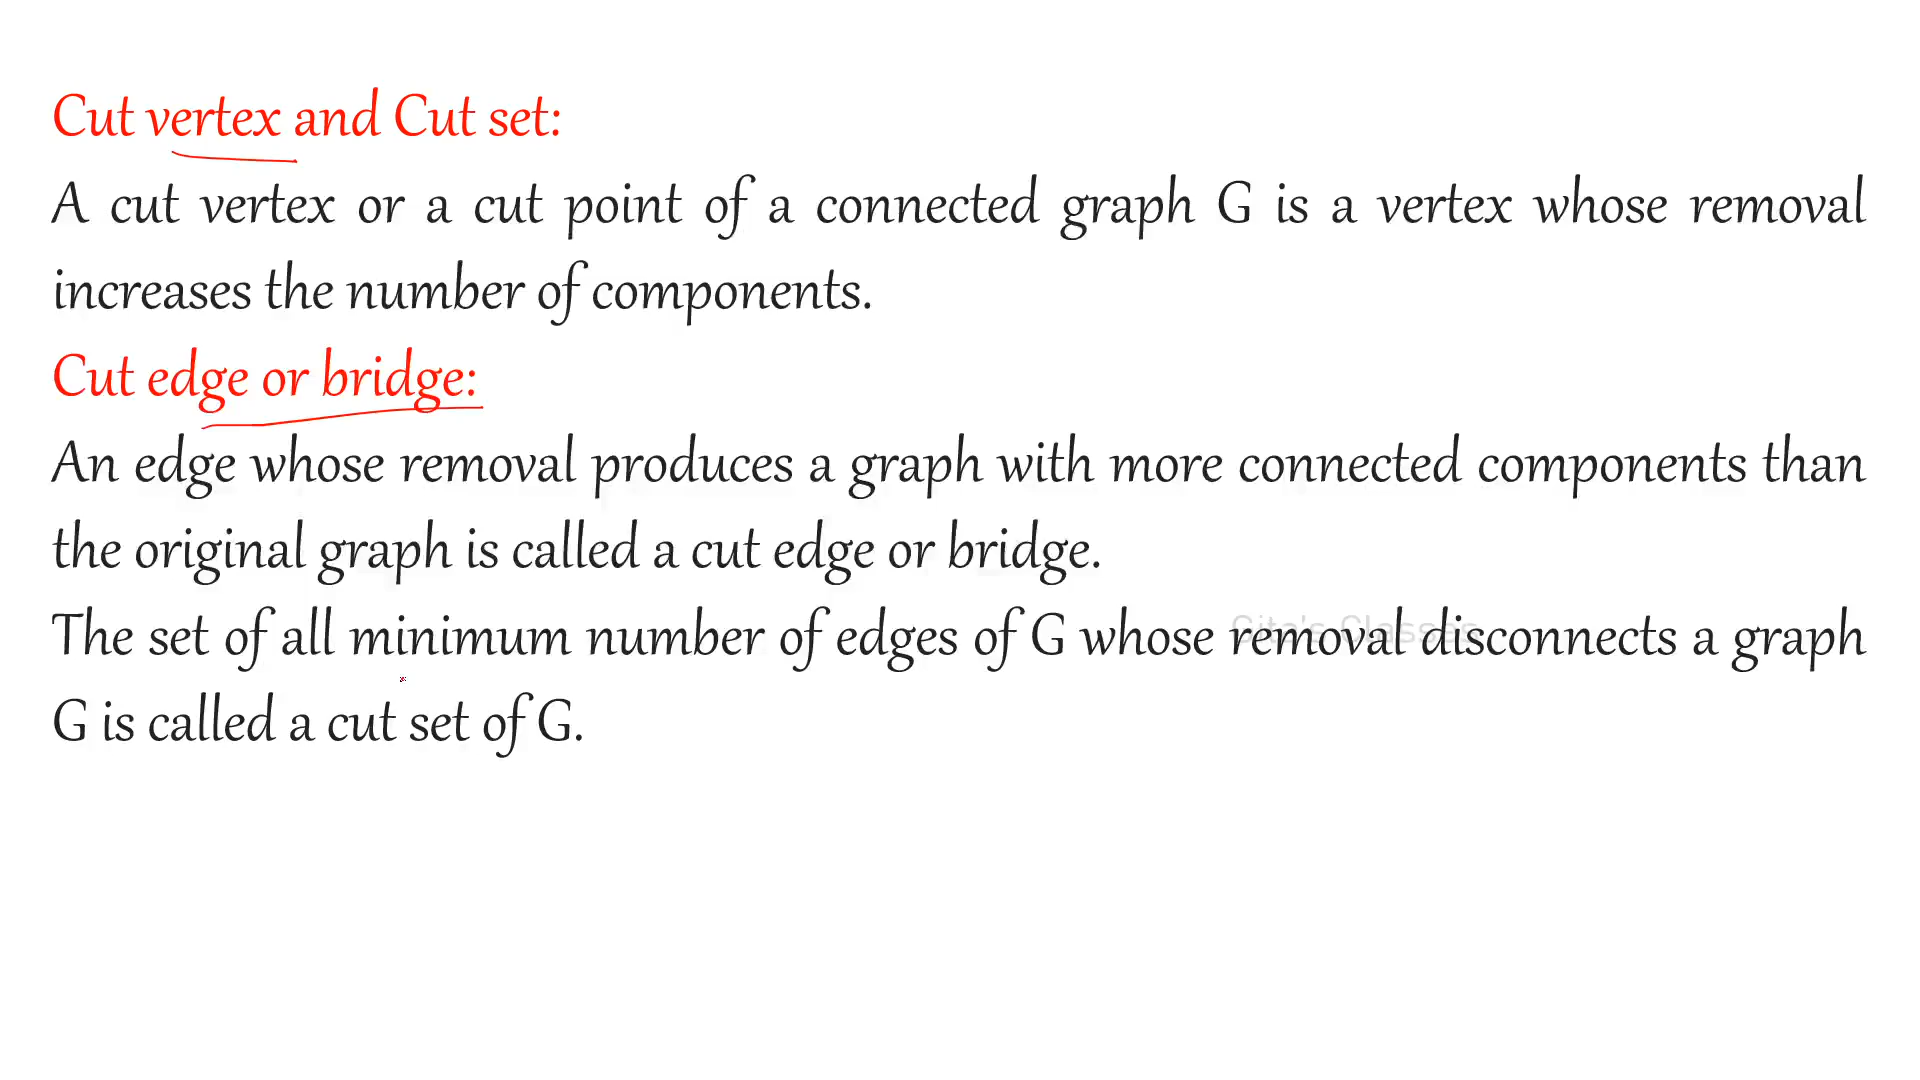 Cut vertex and Cut set:
A cut vertex or a cut point of a connected graph G is a vertex whose removal
increases the number of components.
Cut edge or bridge:
An edge whose removal produces a graph with more connected components than
the original graph is called a cut edge or bridge.
The set of all minimum number of edges of G whose removal disconnects a graph
Gita's Classes
G is called a cut set of G.